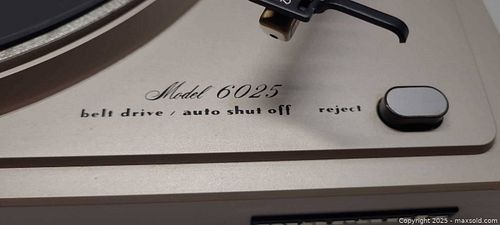 Model 6025
belt drive / auto shut off reject
Copyright © 2025 - maxsold.com